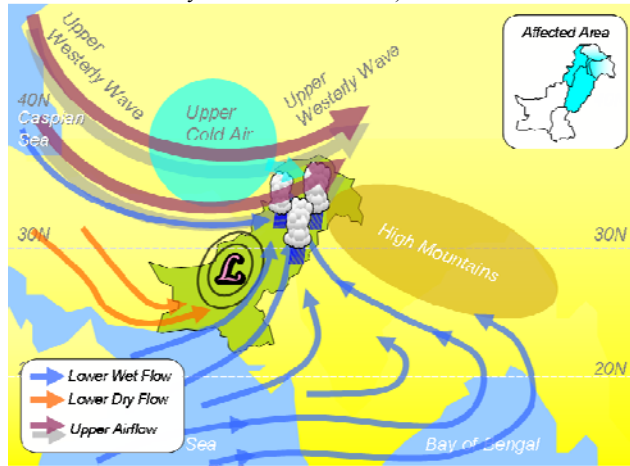 Upper
Westerly Wave
Upper
Westerly Wave
Affected Area
40N
Caspian
Sea
Upper
Cold Air
30N
High Mountains
30N
L
20N
Lower Wet Flow
Lower Dry Flow
Upper Airflow
Sea
Bay of Bengal